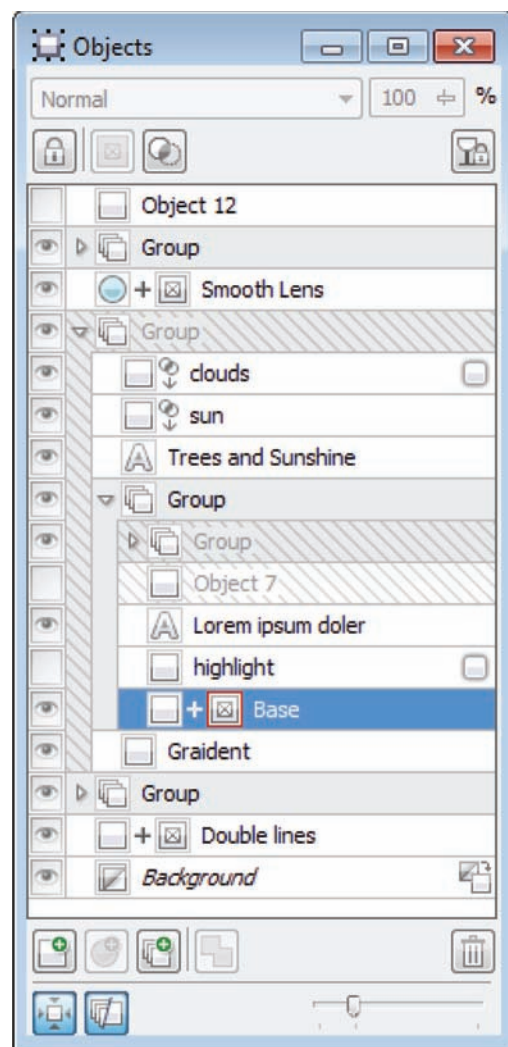 Objects
Normal 100 %
Object 12
Group
Smooth Lens
Group
clouds
sun
Trees and Sunshine
Group
Group
Object 7
Lorem ipsum doler
highlight
Base
Graident
Group
Double lines
Background